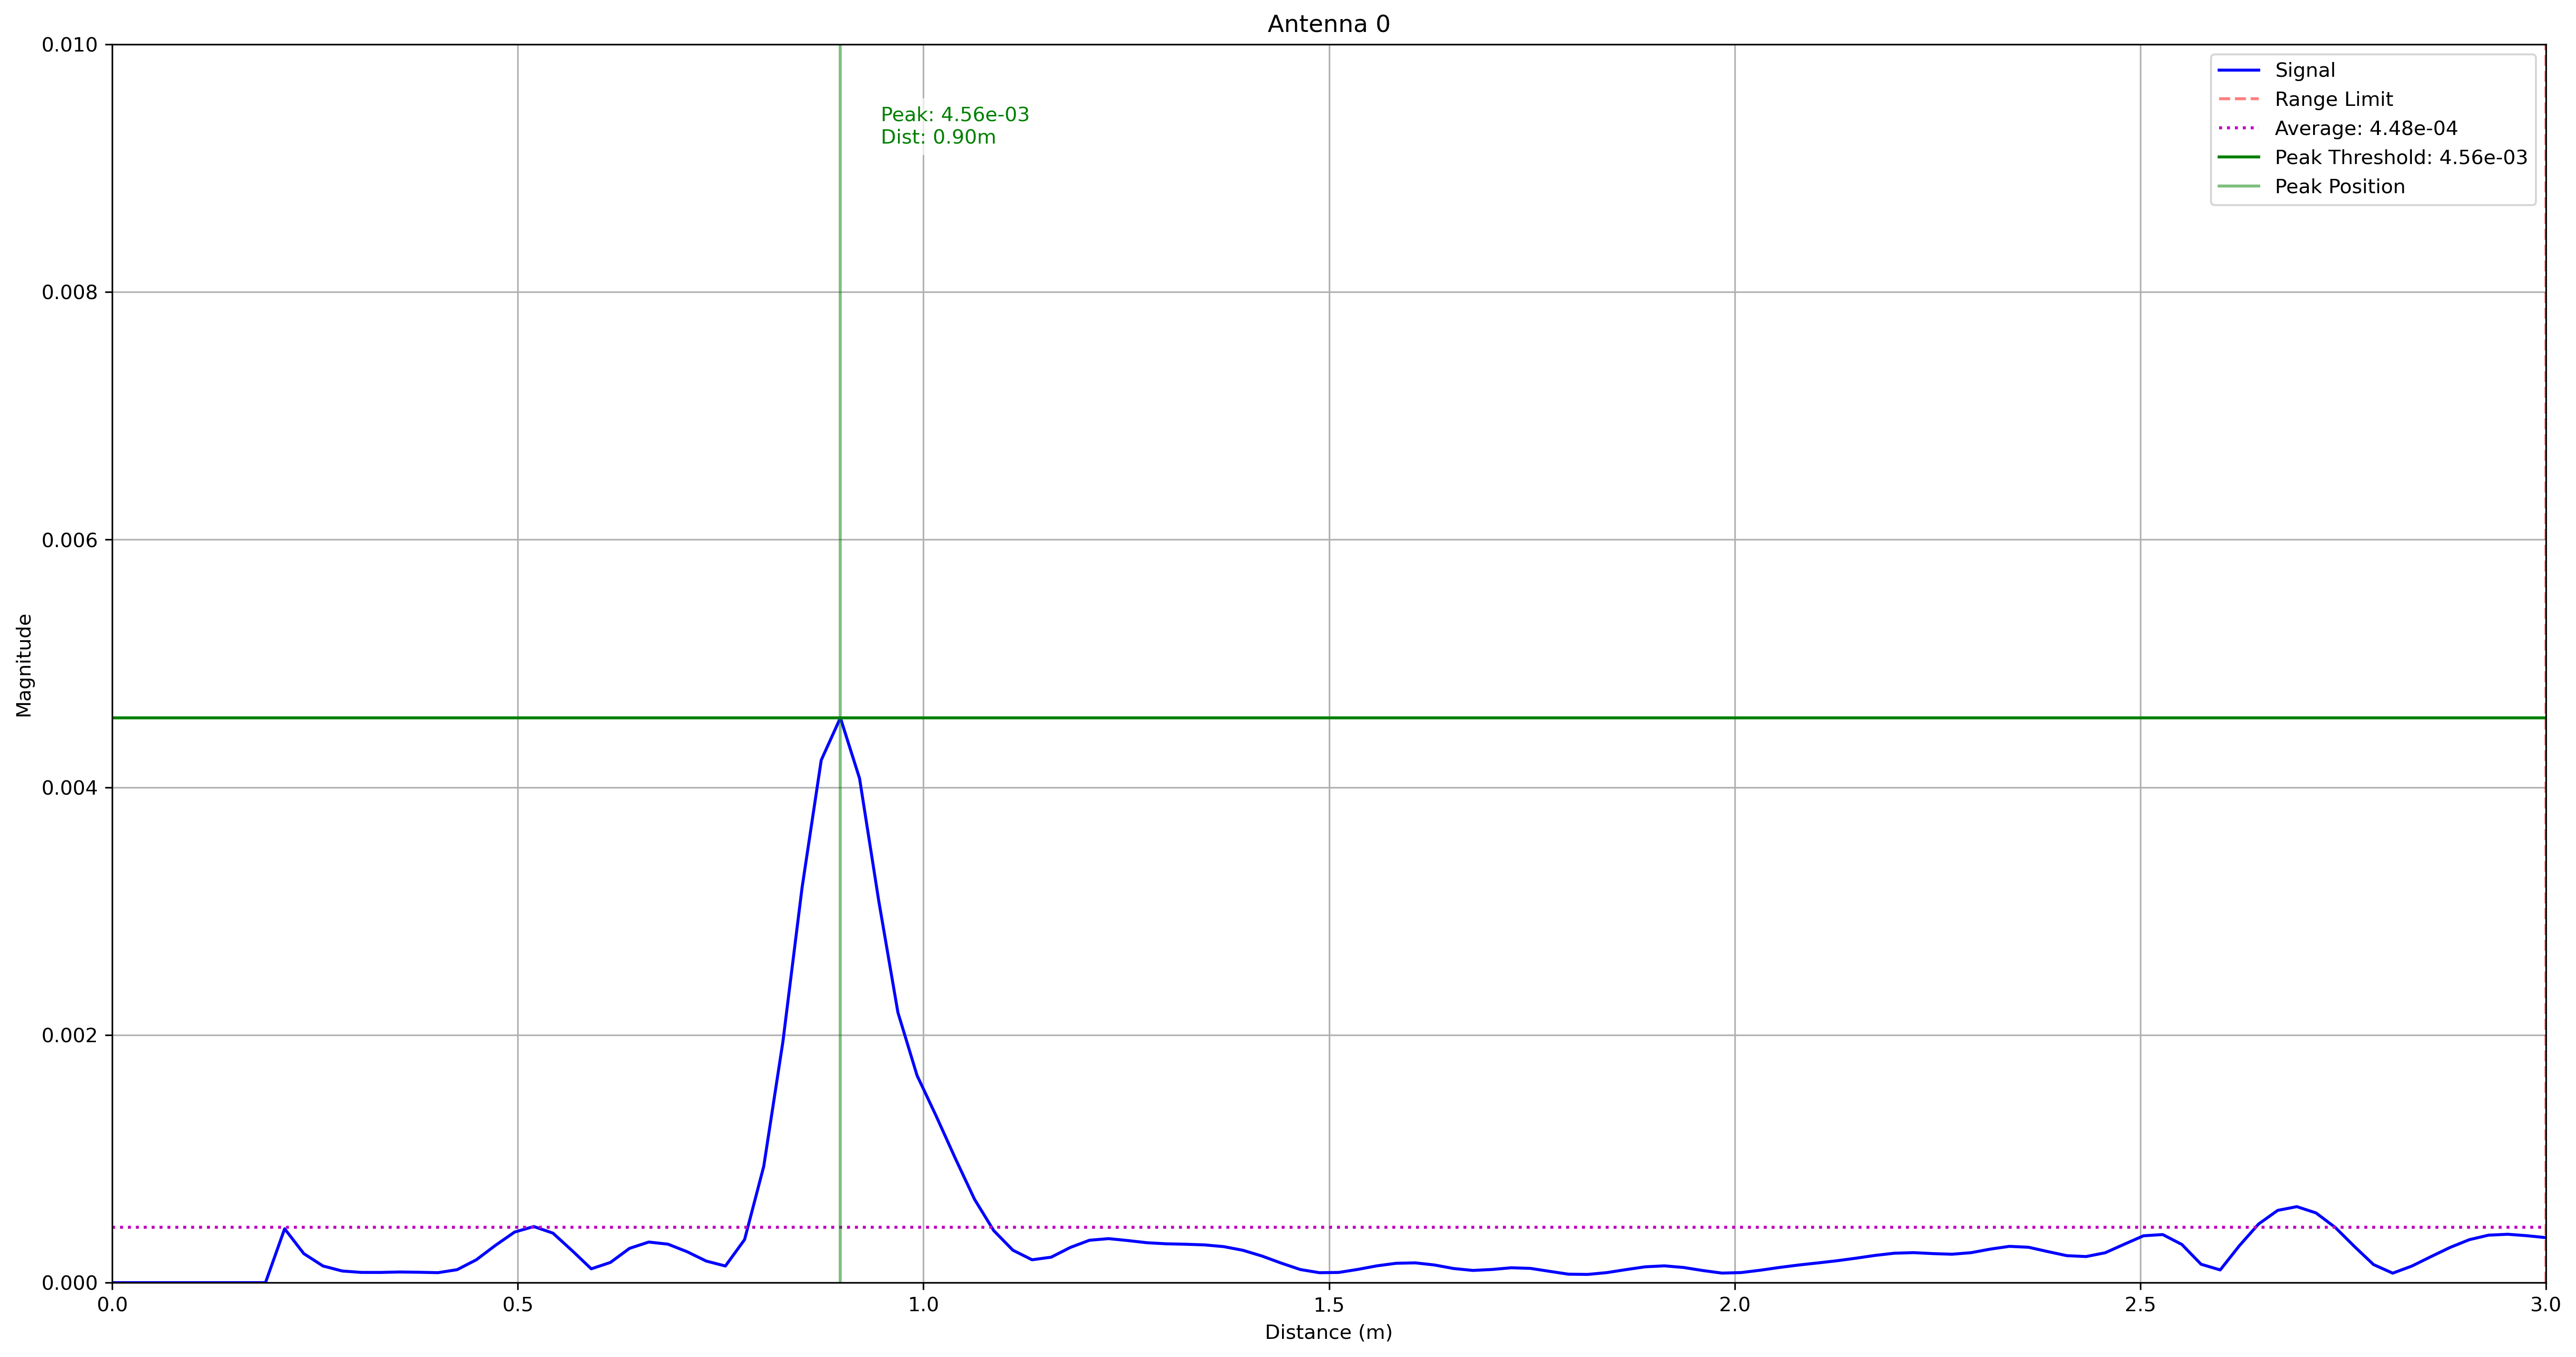 Antenna 0
0.010
0.008
0.006
0.004
0.002
0.000
Magnitude
Peak: 4.56e-03
Dist: 0.90m
Signal
Range Limit
Average: 4.48e-04
Peak Threshold: 4.56e-03
Peak Position
0.0 0.5 1.0 1.5 2.0 2.5 3.0
Distance (m)